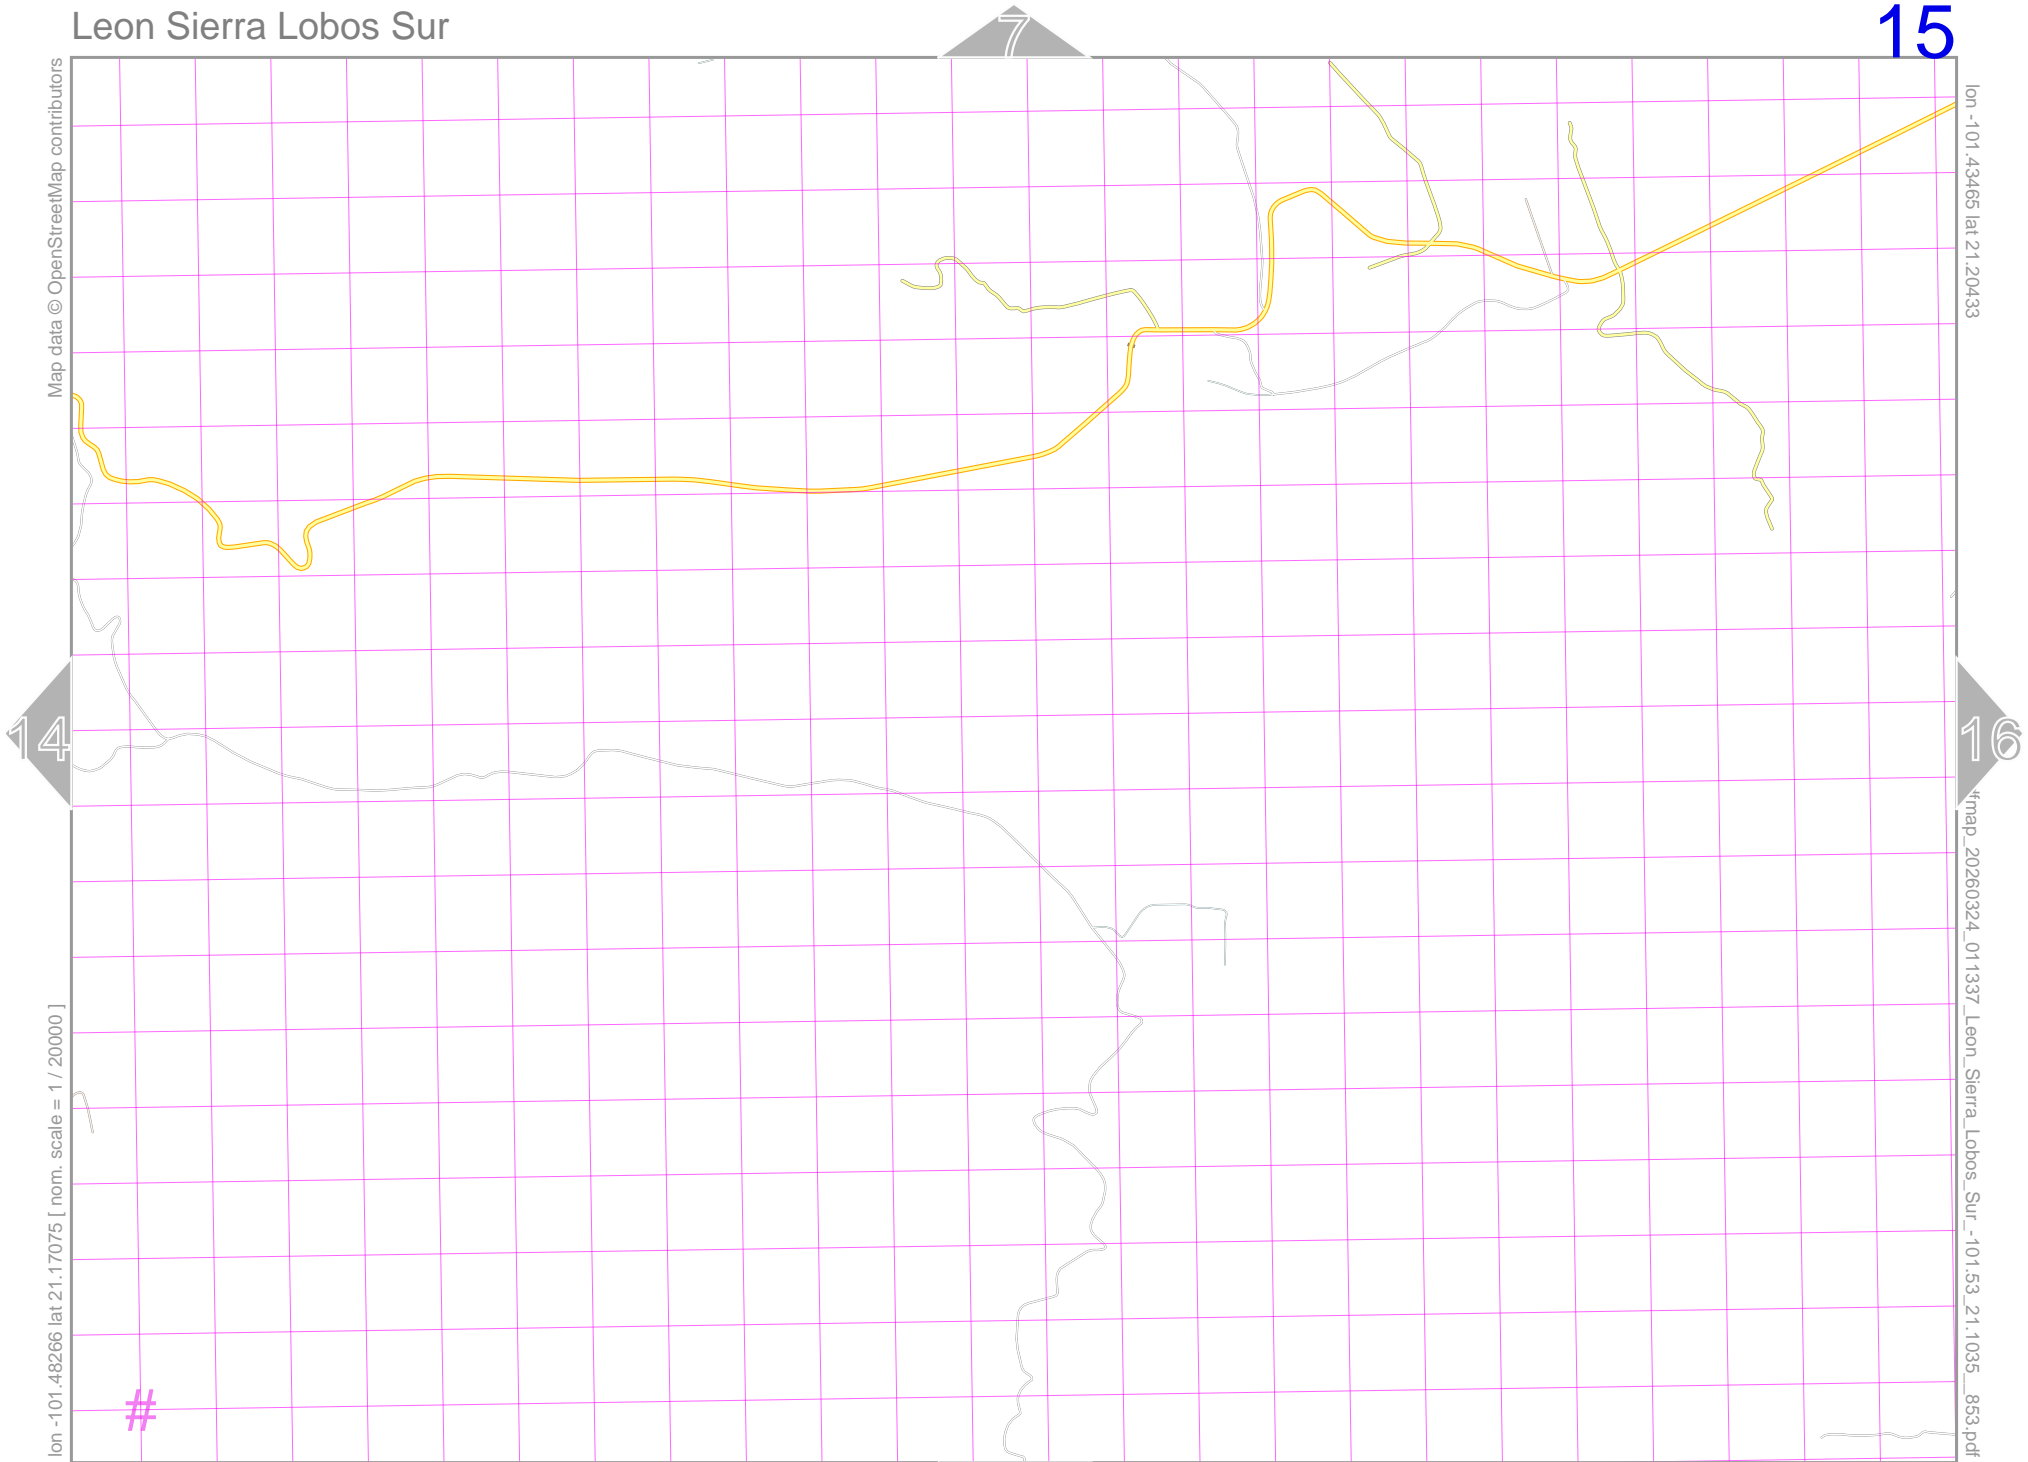 Leon Sierra Lobos Sur
7
15
Map data © OpenStreetMap contributors
lon -101.43465 lat 21.20433
14
16
lon -101.48266 lat 21.17075 [ nom. scale = 1 / 20000 ]
fmap_20260324_011337_Leon_Sierra_Lobos_Sur_-101.53_21.1035__853.pdf
#